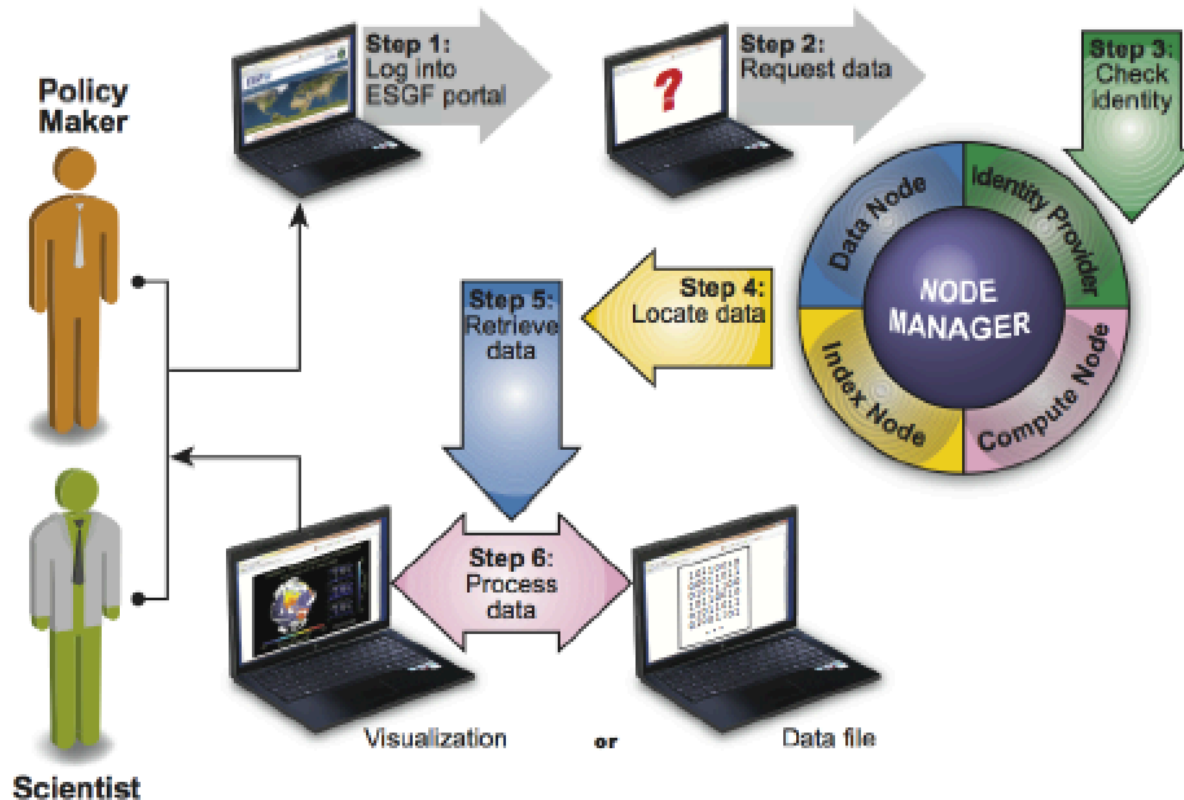 Policy
Maker
Step 1:
Log into
ESGF portal
Step 2:
Request data
Step 3:
Check
identity
Data Node
Identity Provider
NODE
MANAGER
Index Node
Compute Node
Step 4:
Locate data
Step 5:
Retrieve
data
Step 6:
Process
data
Visualization or Data file
Scientist